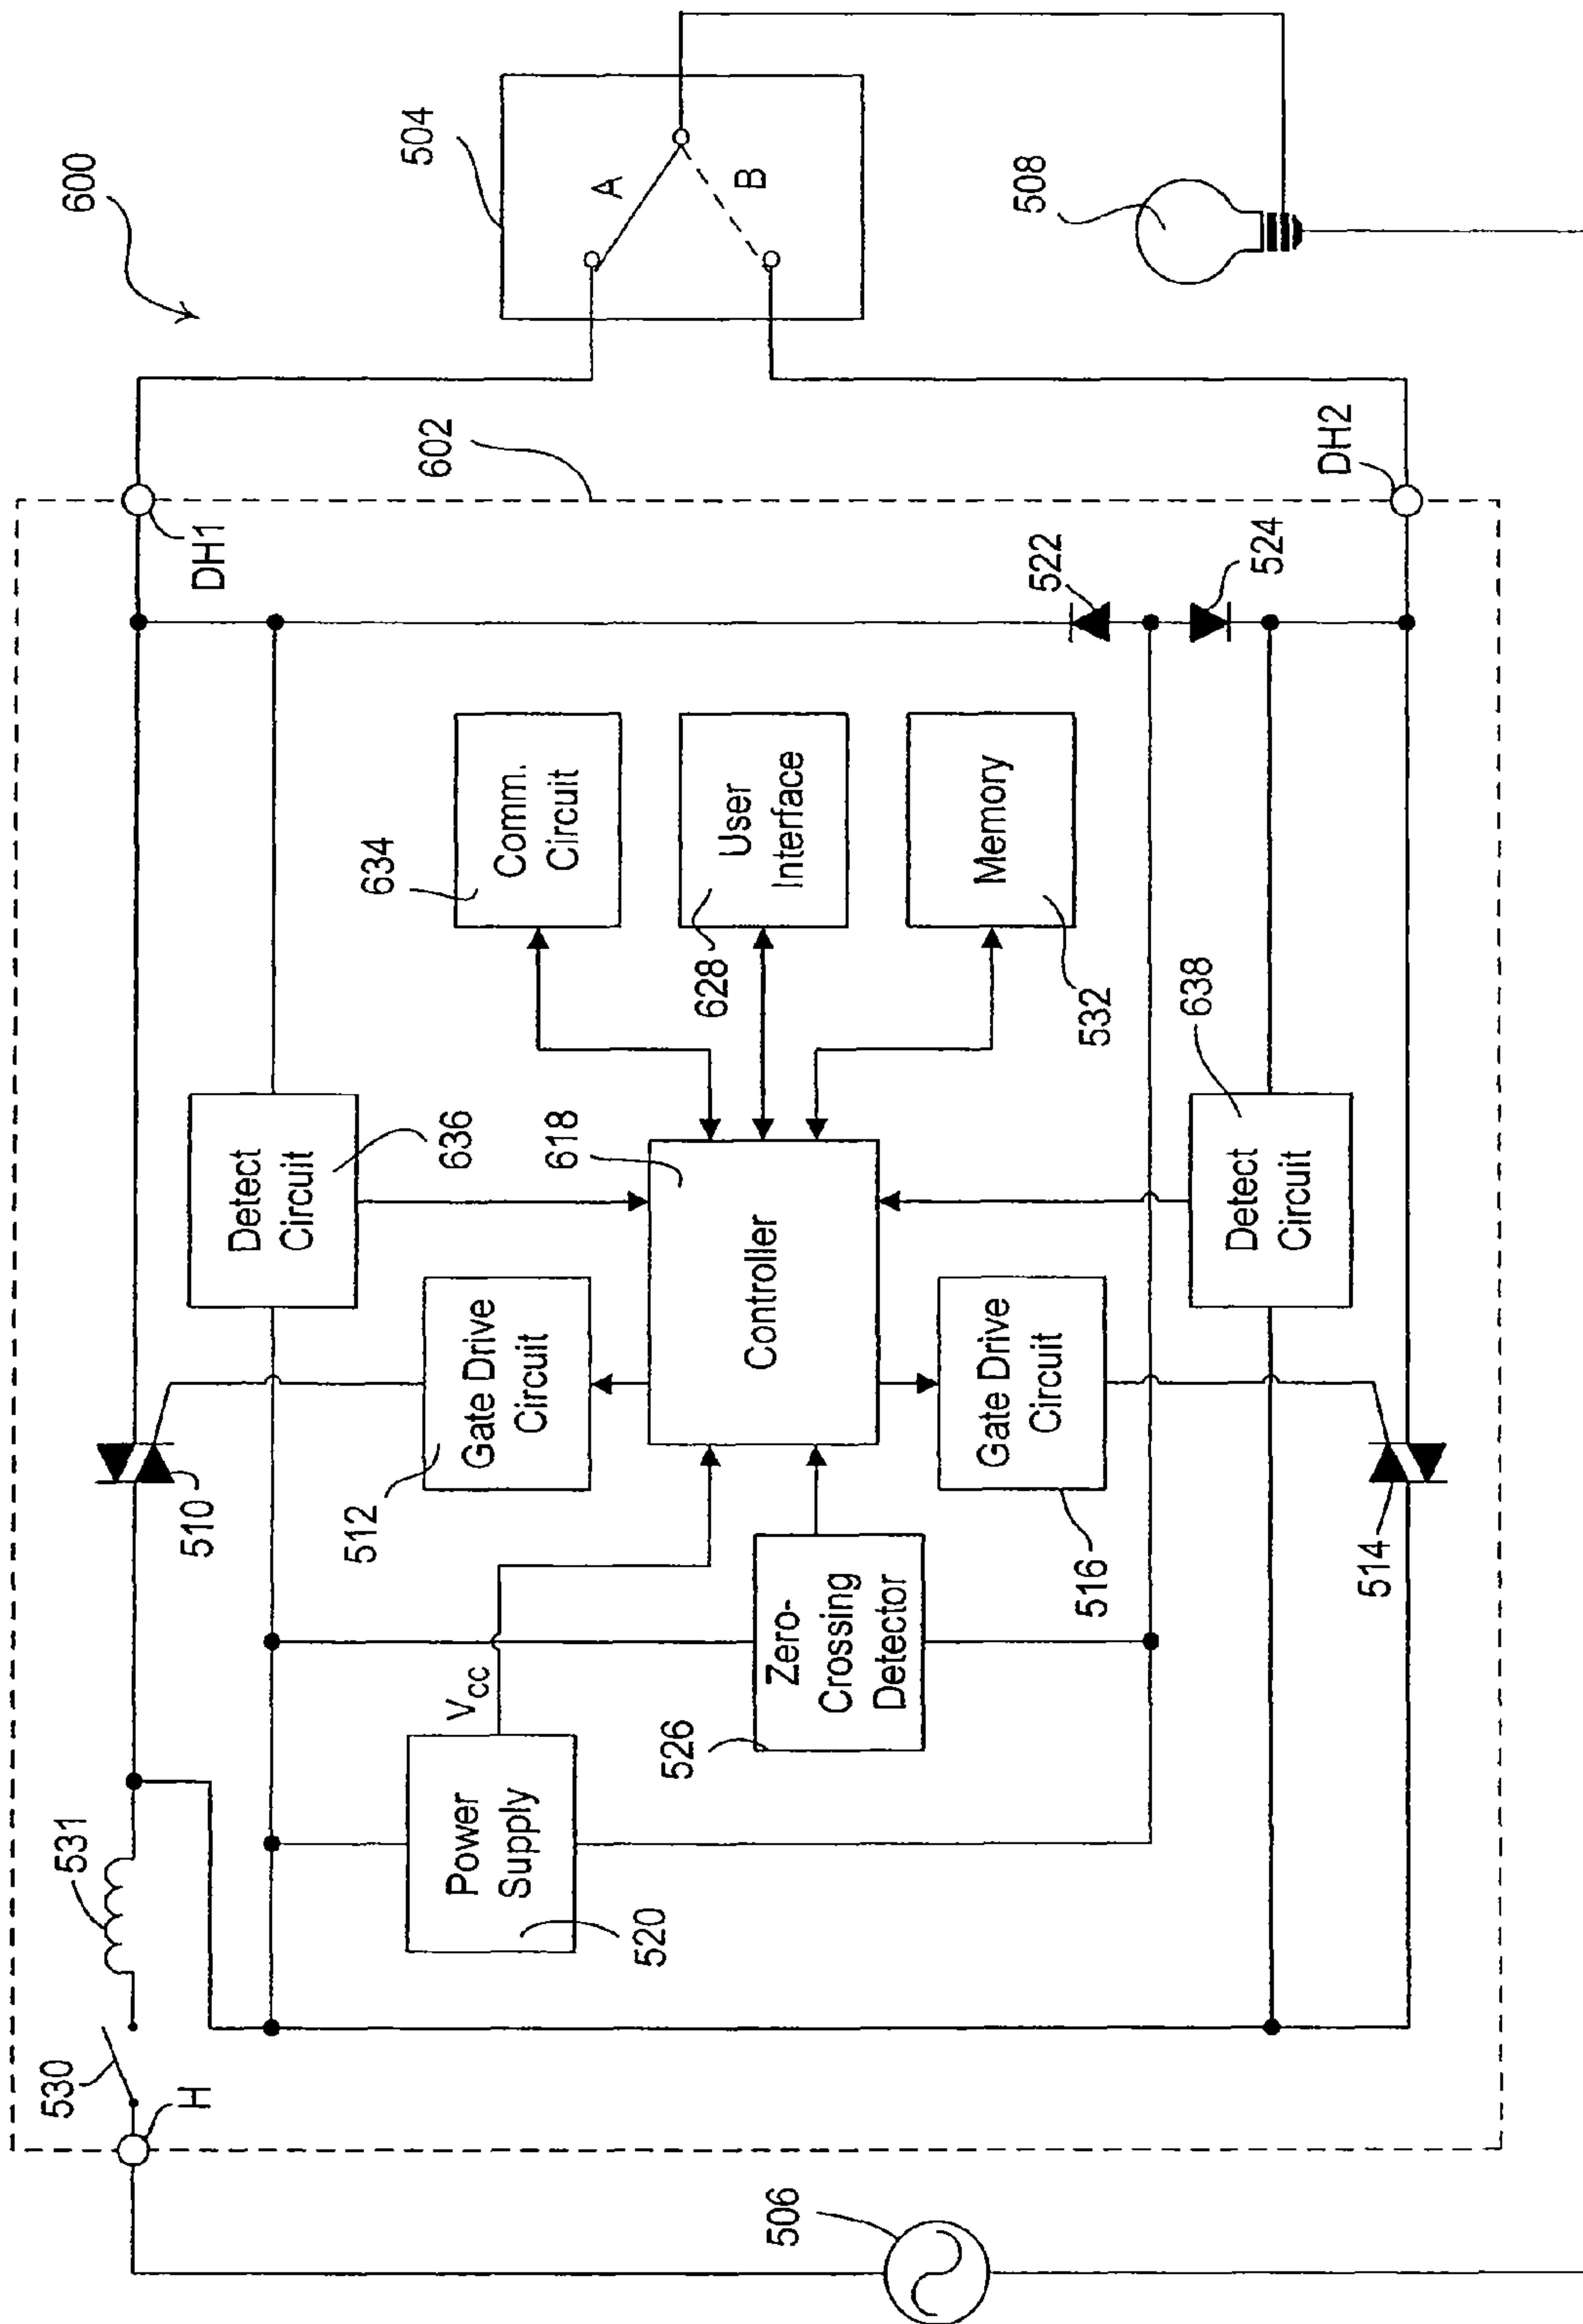 600
504
A
B
508
602
DH1
DH2
522
524
634
Comm.
Circuit
628
User
Interface
532
Memory
636
Detect
Circuit
618
Controller
638
Detect
Circuit
510
512
Gate Drive
Circuit
516
Gate Drive
Circuit
514
531
VCC
520
Power
Supply
526
Zero-
Crossing
Detector
530
H
506